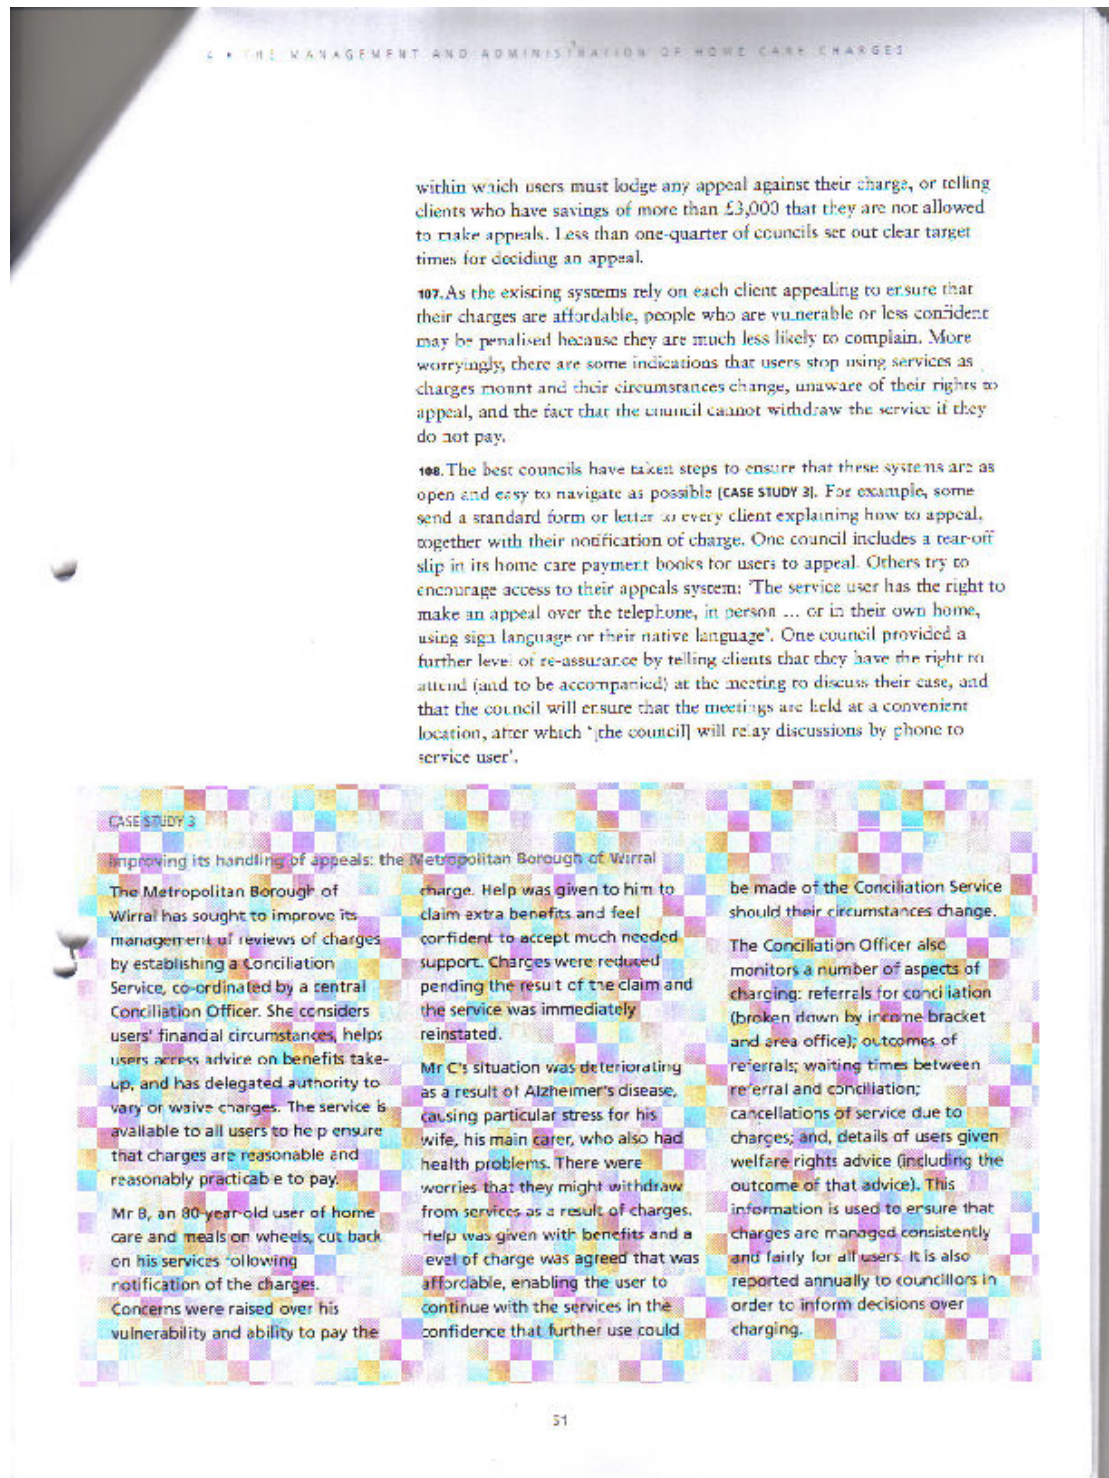 4 • THE MANAGEMENT AND ADMINISTRATION OF HOME CARE CHARGES
within which users must lodge any appeal against their charge, or telling
clients who have savings of more than £3,000 that they are not allowed
to make appeals. Less than one-quarter of councils set out clear target
times for deciding an appeal.
107. As the existing systems rely on each client appealing to ensure that
their charges are affordable, people who are vulnerable or less confident
may be penalised because they are much less likely to complain. More
worryingly, there are some indications that users stop using services as
charges mount and their circumstances change, unaware of their rights to
appeal, and the fact that the council cannot withdraw the service if they
do not pay.
108. The best councils have taken steps to ensure that these systems are as
open and easy to navigate as possible [CASE STUDY 3]. For example, some
send a standard form or letter to every client explaining how to appeal,
together with their notification of charge. One council includes a tear-off
slip in its home care payment books for users to appeal. Others try to
encourage access to their appeals system: 'The service user has the right to
make an appeal over the telephone, in person ... or in their own home,
using sign language or their native language'. One council provided a
further level of re-assurance by telling clients that they have the right to
attend (and to be accompanied) at the meeting to discuss their case, and
that the council will ensure that the meetings are held at a convenient
location, after which '[the council] will relay discussions by phone to
service user'.
CASE STUDY 3
Improving its handling of appeals: the Metropolitan Borough of Wirral
The Metropolitan Borough of
Wirral has sought to improve its
management of reviews of charges
by establishing a Conciliation
Service, co-ordinated by a central
Conciliation Officer. She considers
users' financial circumstances, helps
users access advice on benefits take-
up, and has delegated authority to
vary or waive charges. The service is
available to all users to help ensure
that charges are reasonable and
reasonably practicable to pay.
Mr B, an 80-year-old user of home
care and meals on wheels, cut back
on his services following
notification of the charges.
Concerns were raised over his
vulnerability and ability to pay the
charge. Help was given to him to
claim extra benefits and feel
confident to accept much needed
support. Charges were reduced
pending the result of the claim and
the service was immediately
reinstated.
Mr C's situation was deteriorating
as a result of Alzheimer's disease,
causing particular stress for his
wife, his main carer, who also had
health problems. There were
worries that they might withdraw
from services as a result of charges.
Help was given with benefits and a
level of charge was agreed that was
affordable, enabling the user to
continue with the services in the
confidence that further use could
be made of the Conciliation Service
should their circumstances change.
The Conciliation Officer also
monitors a number of aspects of
charging: referrals for conciliation
(broken down by income bracket
and area office); outcomes of
referrals; waiting times between
referral and conciliation;
cancellations of service due to
charges; and, details of users given
welfare rights advice (including the
outcome of that advice). This
information is used to ensure that
charges are managed consistently
and fairly for all users. It is also
reported annually to councillors in
order to inform decisions over
charging.
51